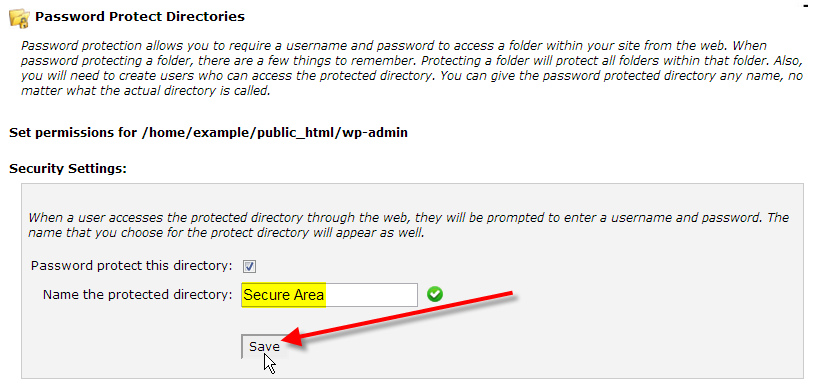 Password Protect Directories
Password protection allows you to require a username and password to access a folder within your site from the web. When
password protecting a folder, there are a few things to remember. Protecting a folder will protect all folders within that folder. Also,
you will need to create users who can access the protected directory. You can give the password protected directory any name, no
matter what the actual directory is called.
Set permissions for /home/example/public_html/wp-admin
Security Settings:
When a user accesses the protected directory through the web, they will be prompted to enter a username and password. The
name that you choose for the protect directory will appear as well.
Password protect this directory:
Name the protected directory: Secure Area
Save